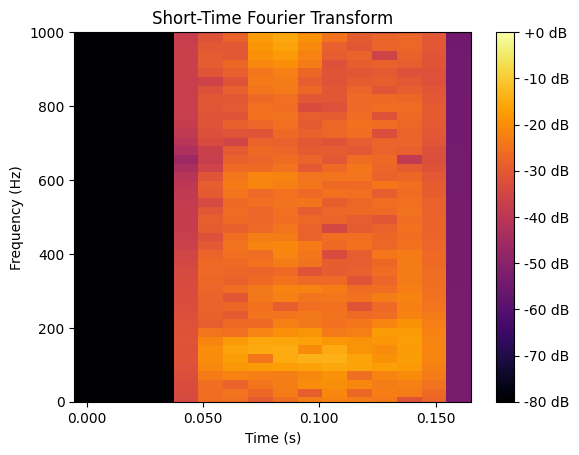 Short-Time Fourier Transform
Frequency (Hz)
1000
800
600
400
200
0
0.000
0.050
0.100
0.150
Time (s)
+0 dB
-10 dB
-20 dB
-30 dB
-40 dB
-50 dB
-60 dB
-70 dB
-80 dB